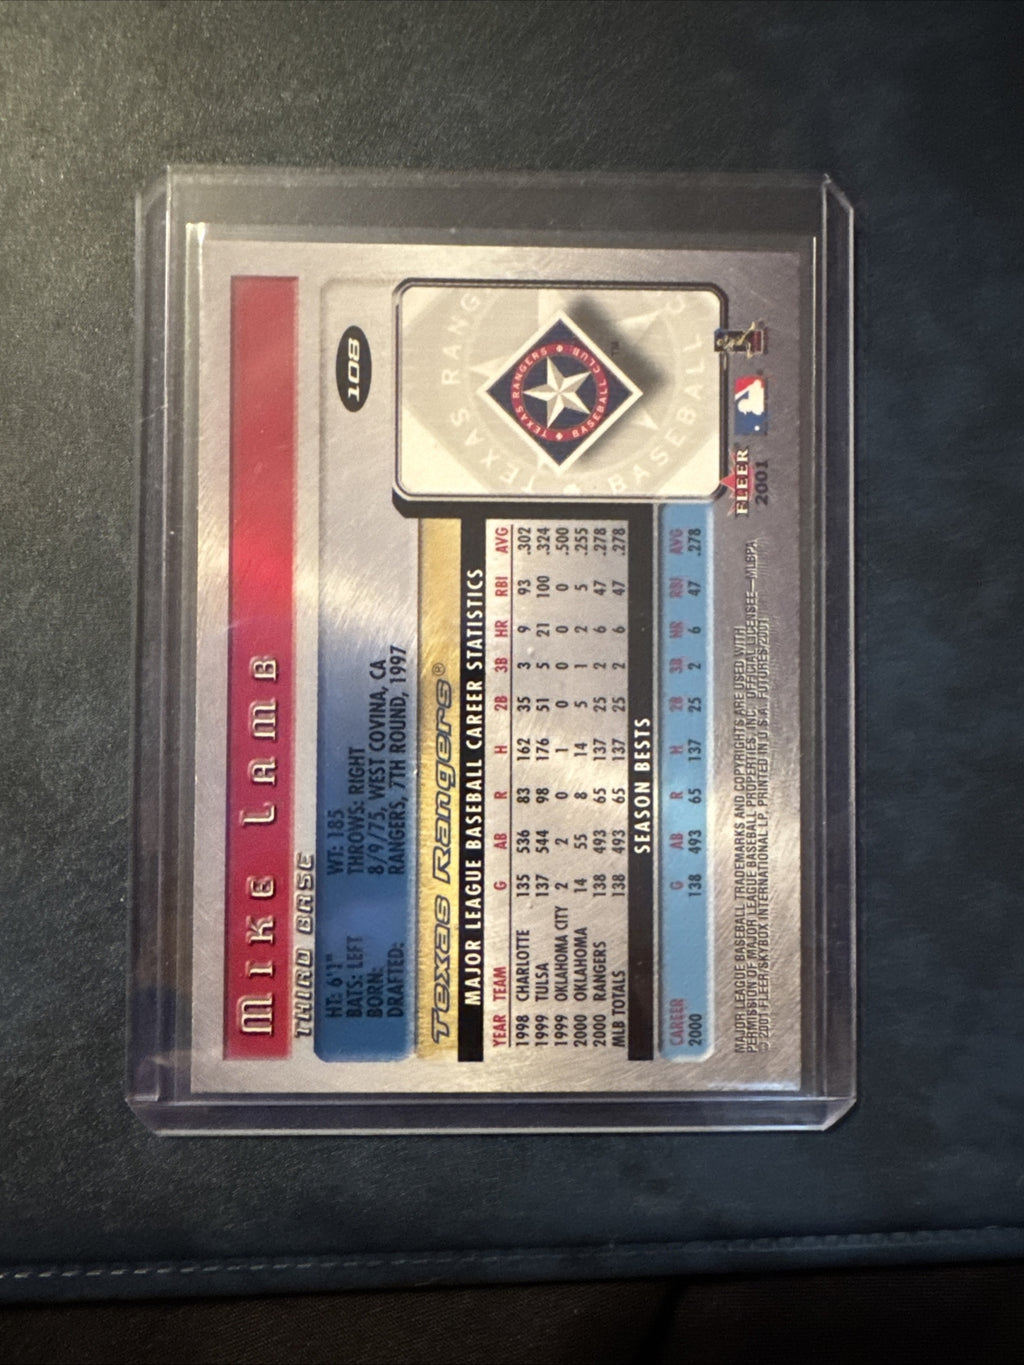 MIKE LAMB
THIRD BASE
108
HT: 6'1" WT: 185
BATS: LEFT THROWS: RIGHT
BORN: 8/9/75, WEST COVINA, CA
DRAFTED: RANGERS, 7TH ROUND, 1997
Texas Rangers®
MAJOR LEAGUE BASEBALL CAREER STATISTICS
YEAR TEAM G AB R H 2B 3B HR RBI AVG
1998 CHARLOTTE 135 536 83 162 35 3 9 93 .302
1999 TULSA 137 544 98 176 51 5 21 100 .324
1999 OKLAHOMA CITY 2 2 0 1 0 0 0 0 .500
2000 OKLAHOMA 14 55 8 14 5 1 2 5 .255
2000 RANGERS 138 493 65 137 25 2 6 47 .278
MLB TOTALS 138 493 65 137 25 2 6 47 .278
SEASON BESTS
CAREER G AB R H 2B 3B HR RBI AVG
2000 138 493 65 137 25 2 6 47 .278
TEXAS RANGERS
BASEBALL CLUB
TM
TEXAS RANG
BASEBALL C
MAJOR LEAGUE BASEBALL TRADEMARKS AND COPYRIGHTS ARE USED WITH
PERMISSION OF MAJOR LEAGUE BASEBALL PROPERTIES, INC. OFFICIAL LICENSEE—MLBPA
© 2001 FLEER/SKYBOX INTERNATIONAL LP. PRINTED IN U.S.A. FUTURES/2001
FLEER®
2001